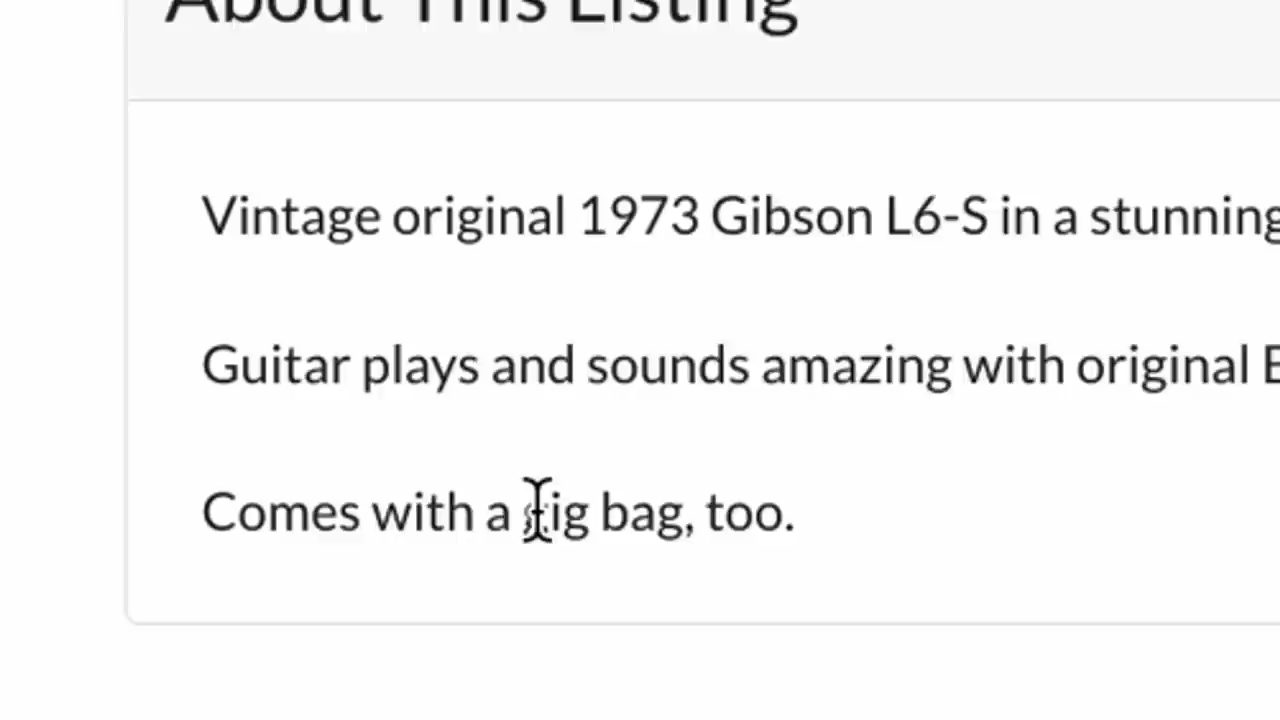 About This Listing
Vintage original 1973 Gibson L6-S in a stunning
Guitar plays and sounds amazing with original
Comes with a gig bag, too.